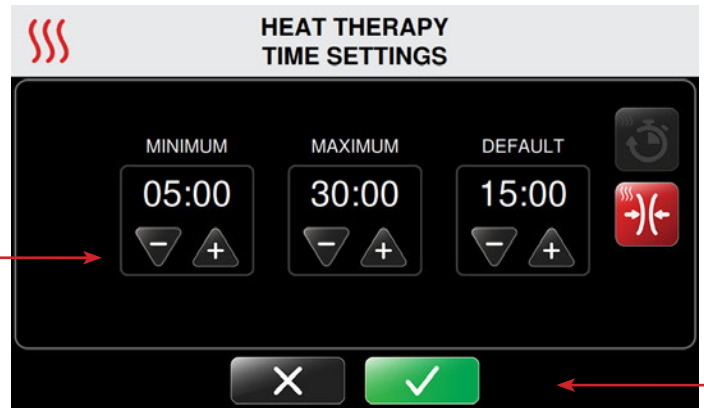 HEAT THERAPY
TIME SETTINGS
MINIMUM MAXIMUM DEFAULT
05:00 30:00 15:00